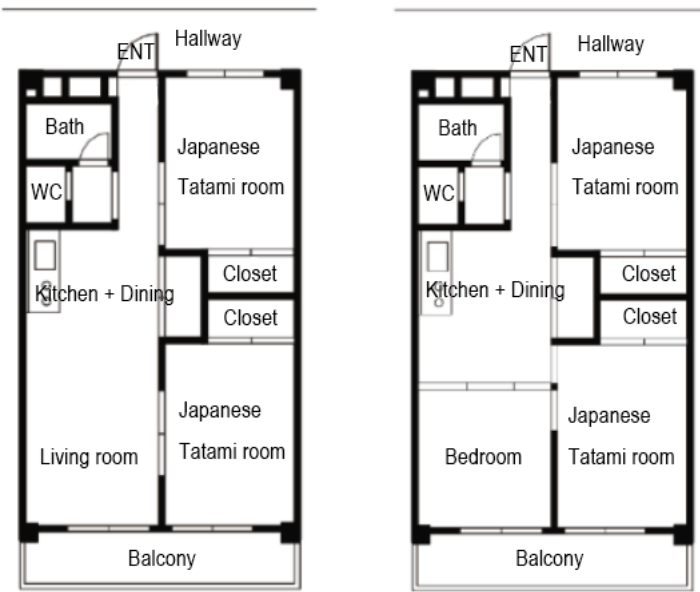 ENT
Hallway
Bath
Japanese
Tatami room
WC
Closet
Kitchen + Dining
Closet
Japanese
Tatami room
Living room
Balcony
ENT
Hallway
Bath
Japanese
Tatami room
WC
Closet
Kitchen + Dining
Closet
Japanese
Tatami room
Bedroom
Balcony